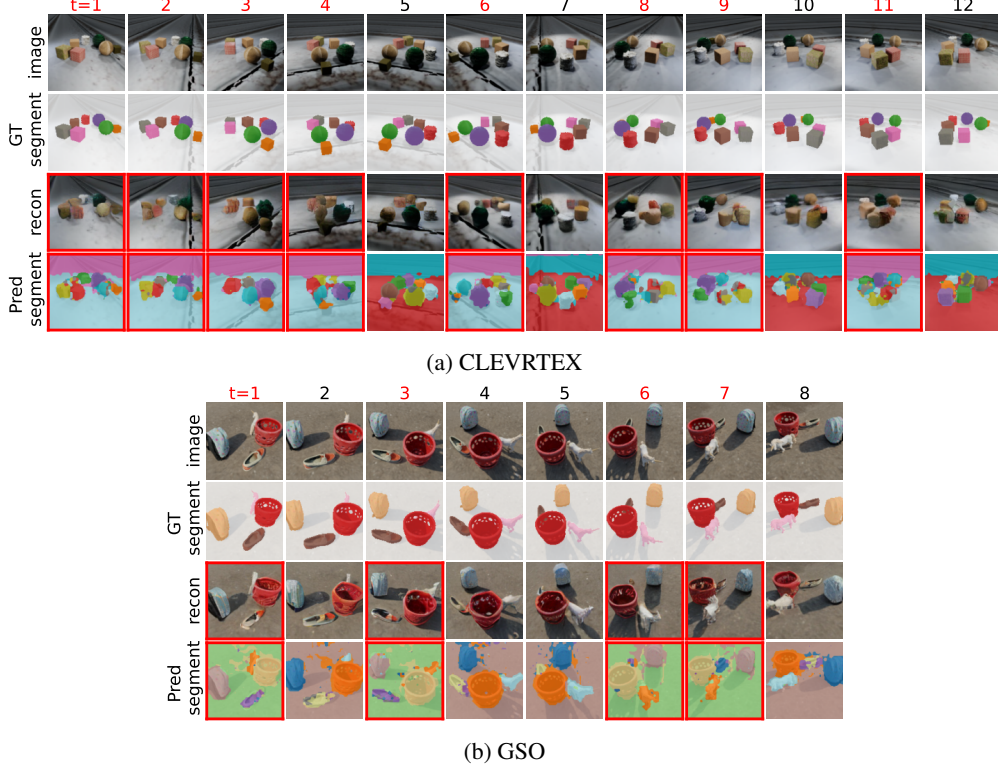 t=1 2 3 4 5 6 7 8 9 10 11 12
image
GT segment
recon
Pred segment
(a) CLEVRTEX
t=1 2 3 4 5 6 7 8
image
GT segment
recon
Pred segment
(b) GSO